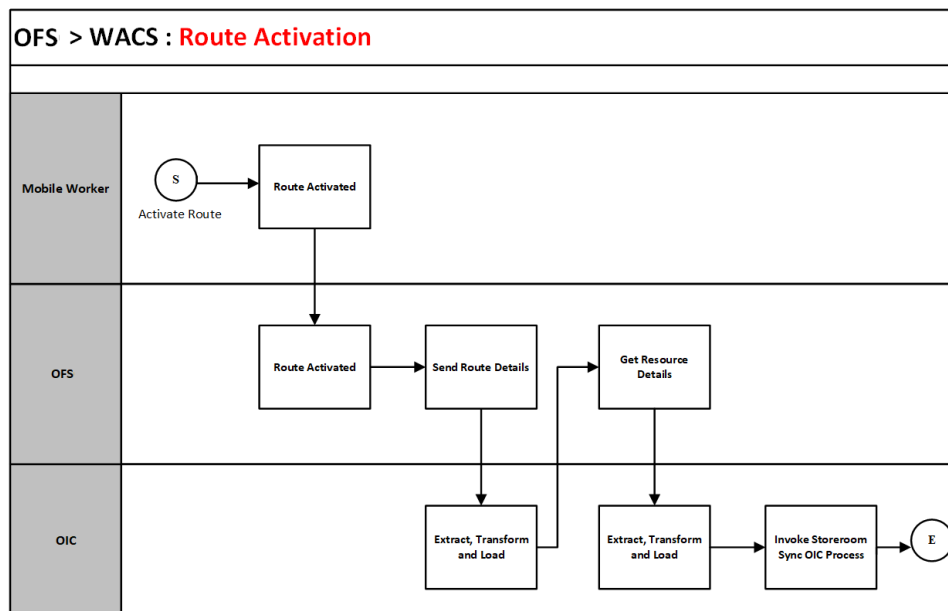 OFS > WACS : Route Activation
Mobile Worker
S
Activate Route
Route Activated
OFS
Route Activated
Send Route Details
Get Resource
Details
OIC
Extract, Transform
and Load
Extract, Transform
and Load
Invoke Storeroom
Sync OIC Process
E